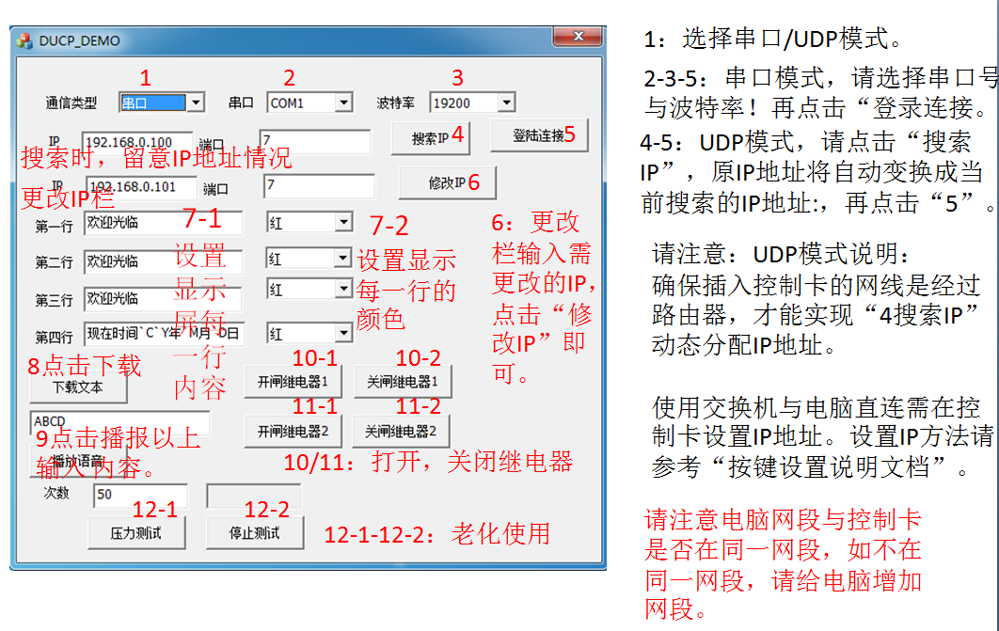 DUCP_DEMO
1 2 3
通信类型 串口 串口 COM1 波特率 19200
IP 192.168.0.100 端口 7 搜索IP 4 登陆连接 5
搜索时，留意IP地址情况
IP 192.168.0.101 端口 7 修改IP 6
更改IP栏
第一行 欢迎光临 7-1 红 7-2
第二行 欢迎光临 红
第三行 欢迎光临 红
第四行 现在时间`C`Y年`M月`D日 红
设置
显示
屏每
一行
内容
设置显示
每一行的
颜色
6：更改
栏输入需
更改的IP，
点击“修
改IP”即
可。
8点击下载
下载文本
10-1 10-2
开闸继电器1 关闸继电器1
11-1 11-2
开闸继电器2 关闸继电器2
10/11：打开，关闭继电器
ABCD
9点击播报以上
输入内容。
播放语音
次数 50
12-1 12-2
压力测试 停止测试
12-1-12-2：老化使用
1：选择串口/UDP模式。
2-3-5：串口模式，请选择串口号
与波特率！再点击“登录连接。
4-5：UDP模式，请点击“搜索
IP”，原IP地址将自动变换成当
前搜索的IP地址:，再点击“5”。
请注意：UDP模式说明：
确保插入控制卡的网线是经过
路由器，才能实现“4搜索IP”
动态分配IP地址。
使用交换机与电脑直连需在控
制卡设置IP地址。设置IP方法请
参考“按键设置说明文档”。
请注意电脑网段与控制卡
是否在同一网段，如不在
同一网段，请给电脑增加
网段。